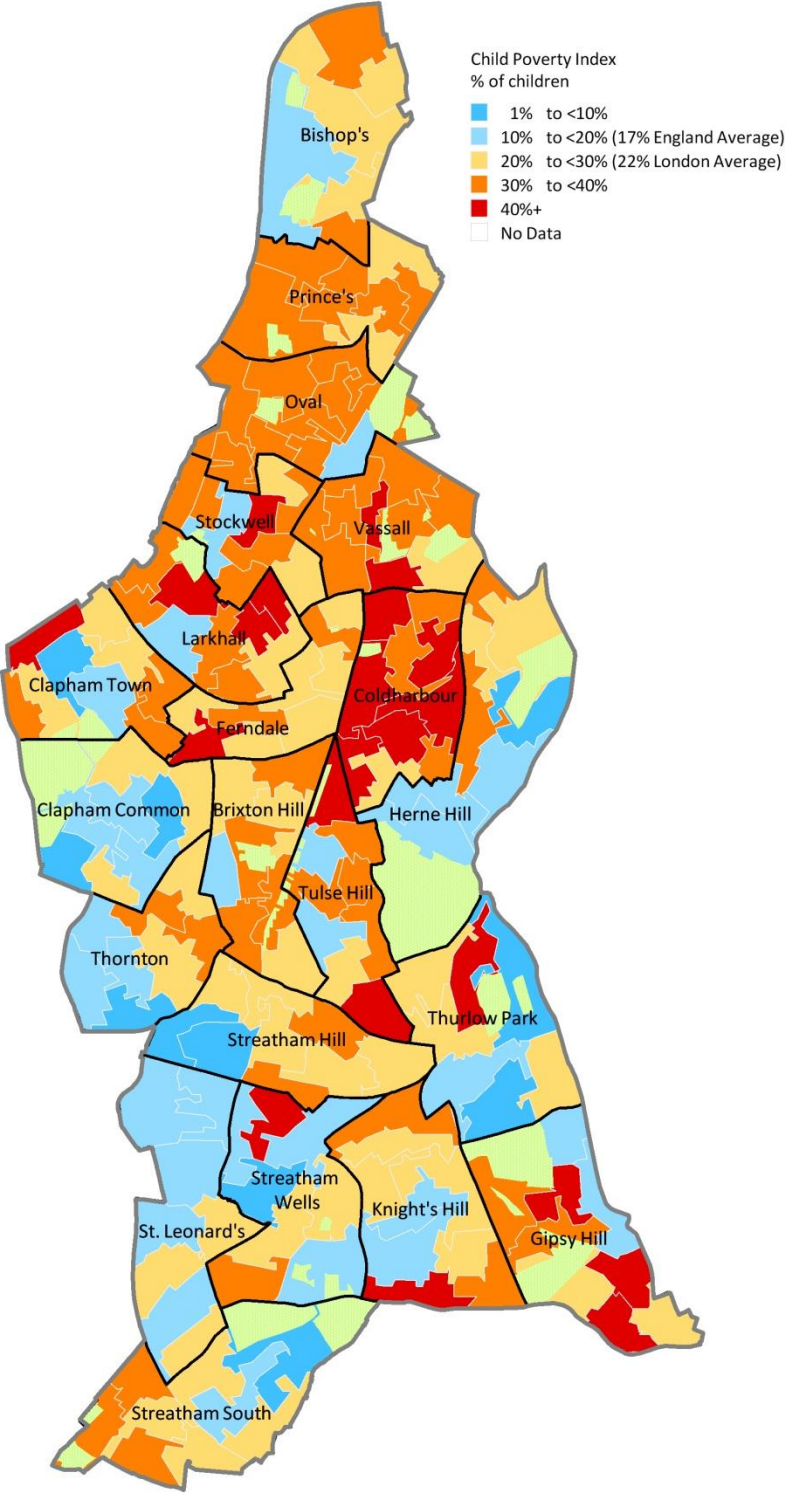 Child Poverty Index
% of children
1% to <10%
10% to <20% (17% England Average)
20% to <30% (22% London Average)
30% to <40%
40%+
No Data
Bishop's
Prince's
Oval
Stockwell
Vassall
Larkhall
Clapham Town
Coldharbour
Ferndale
Clapham Common
Brixton Hill
Herne Hill
Tulse Hill
Thornton
Thurlow Park
Streatham Hill
Streatham
Wells
Knight's Hill
St. Leonard's
Gipsy Hill
Streatham South